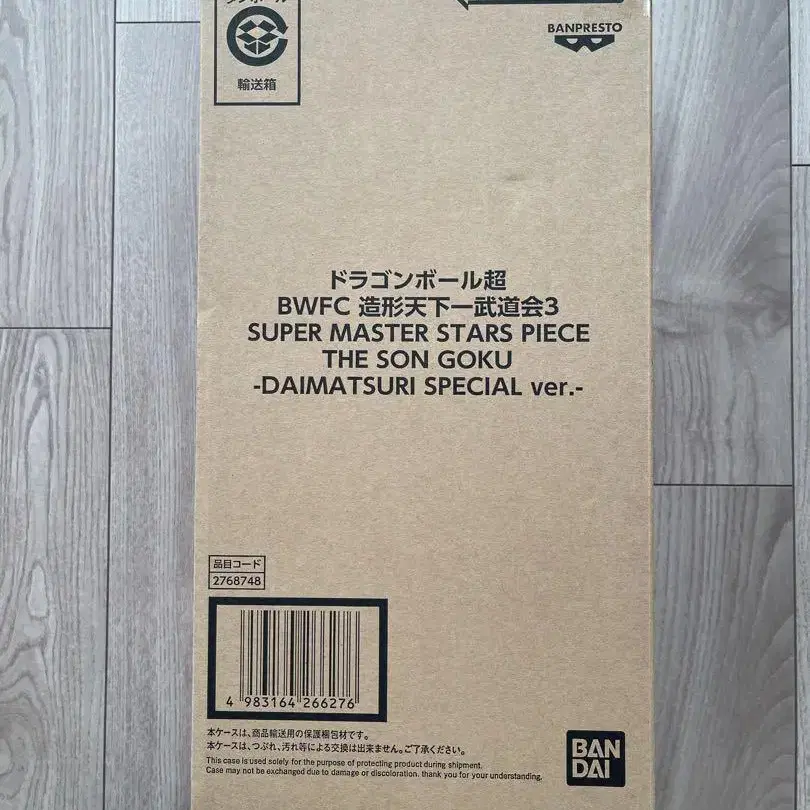 輸送箱
BANPRESTO
ドラゴンボール超
BWFC 造形天下一武道会3
SUPER MASTER STARS PIECE
THE SON GOKU
-DAIMATSURI SPECIAL ver.-
品目コード
2768748
4 983164 266276
本ケースは、商品輸送用の保護梱包材です。
本ケースは、つぶれ、汚れ等による交換は出来ません。ご了承ください。
This case is used solely for the purpose of protecting product during shipment.
Case may not be exchanged due to damage or discoloration. thank you for your understanding.
BAN
DAI